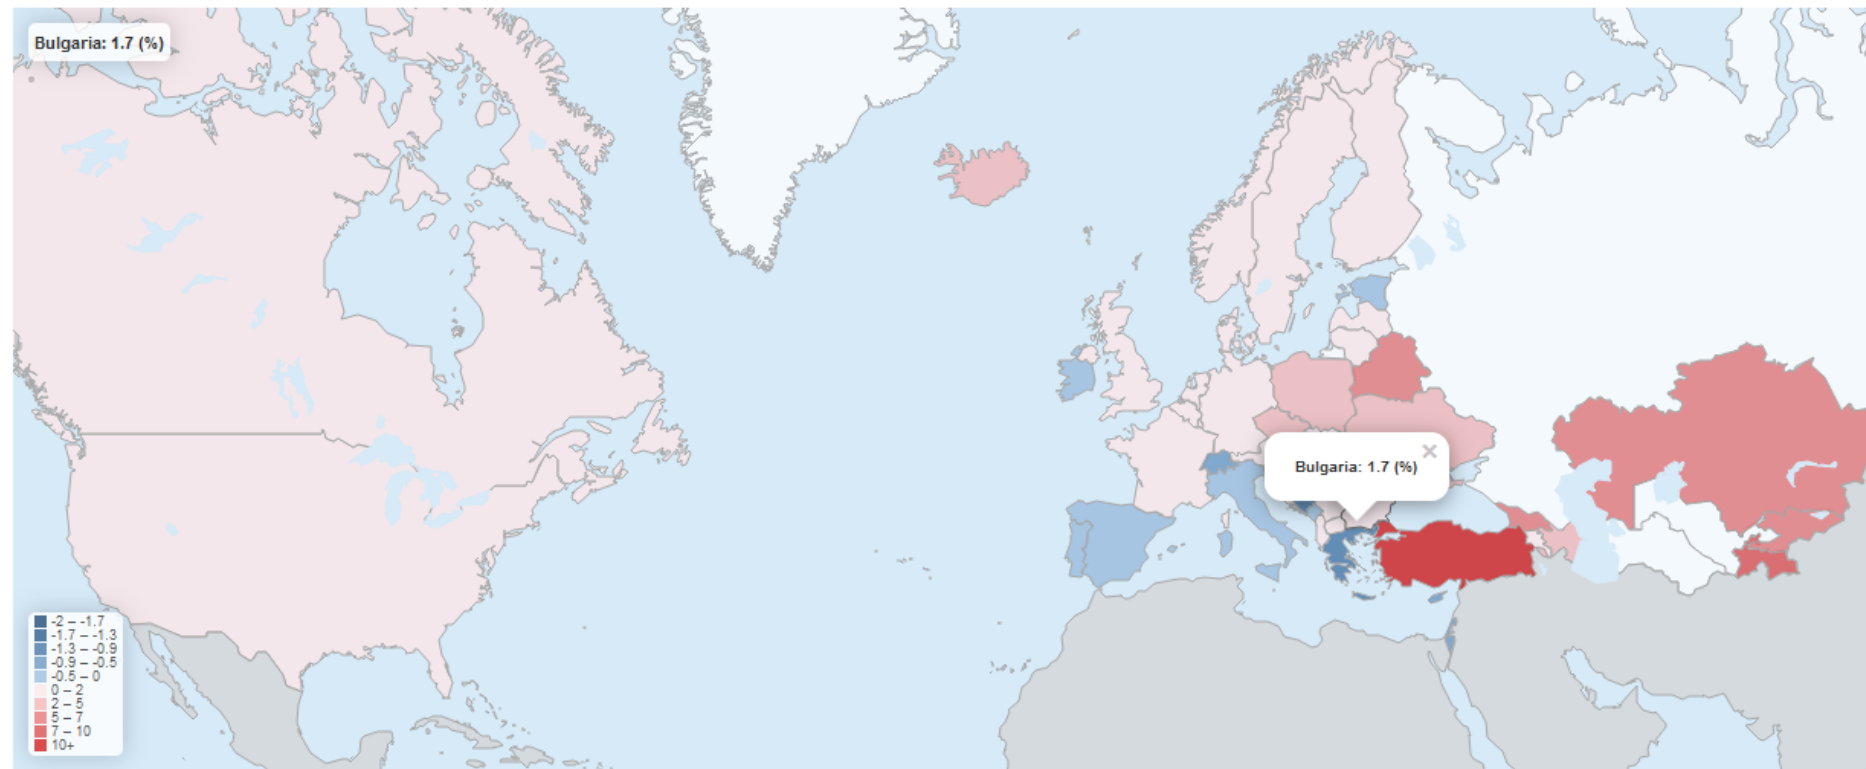 Bulgaria: 1.7 (%)
Bulgaria: 1.7 (%)
×
-2 – -1.7
-1.7 – -1.3
-1.3 – -0.9
-0.9 – -0.5
-0.5 – 0
0 – 2
2 – 5
5 – 7
7 – 10
10+